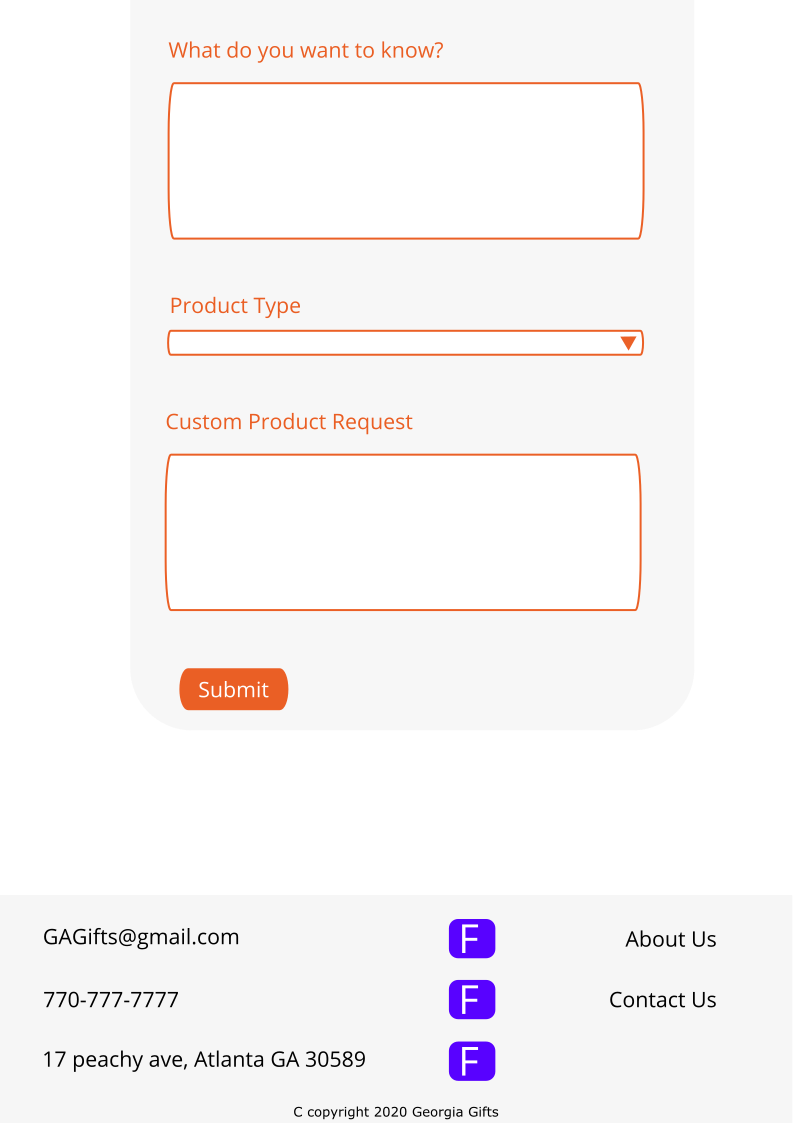 What do you want to know?
Product Type
Custom Product Request
Submit
GAGifts@gmail.com
F
About Us
770-777-7777
F
Contact Us
17 peachy ave, Atlanta GA 30589
F
C copyright 2020 Georgia Gifts